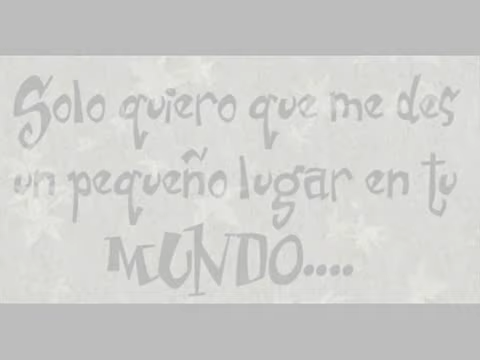 Solo quiero que me des
un pequeño lugar en tu
MUNDO....